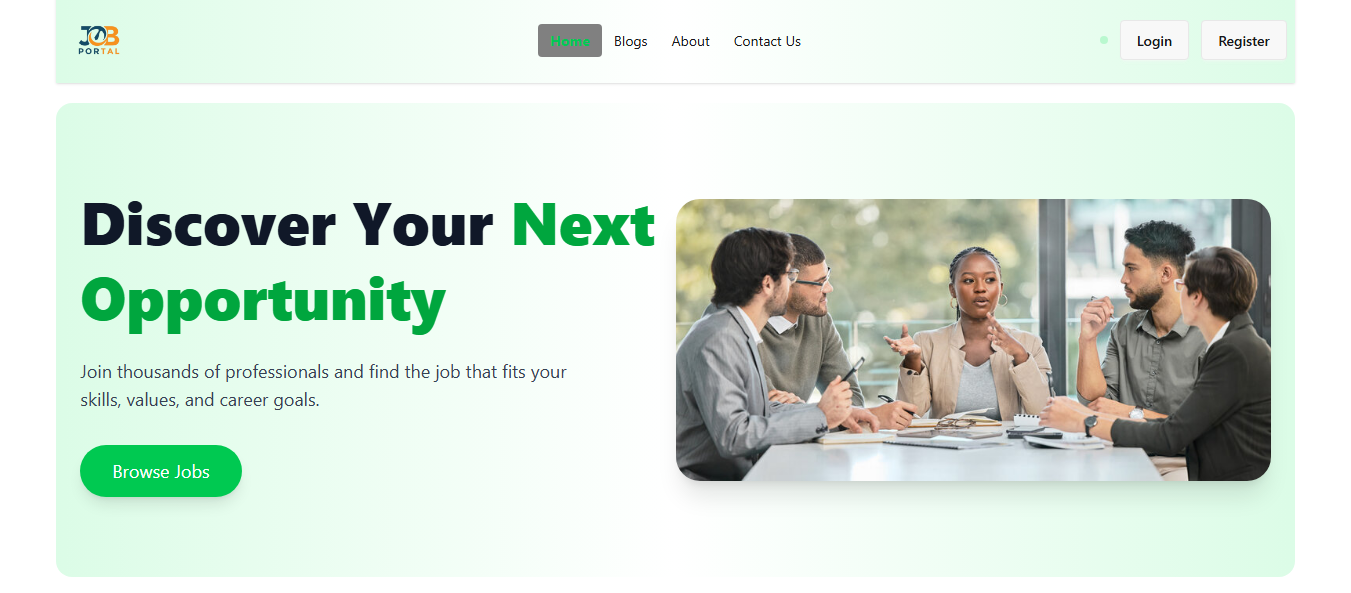 JOB
PORTAL
Home
Blogs
About
Contact Us
Login
Register
Discover Your Next
Opportunity
Join thousands of professionals and find the job that fits your
skills, values, and career goals.
Browse Jobs